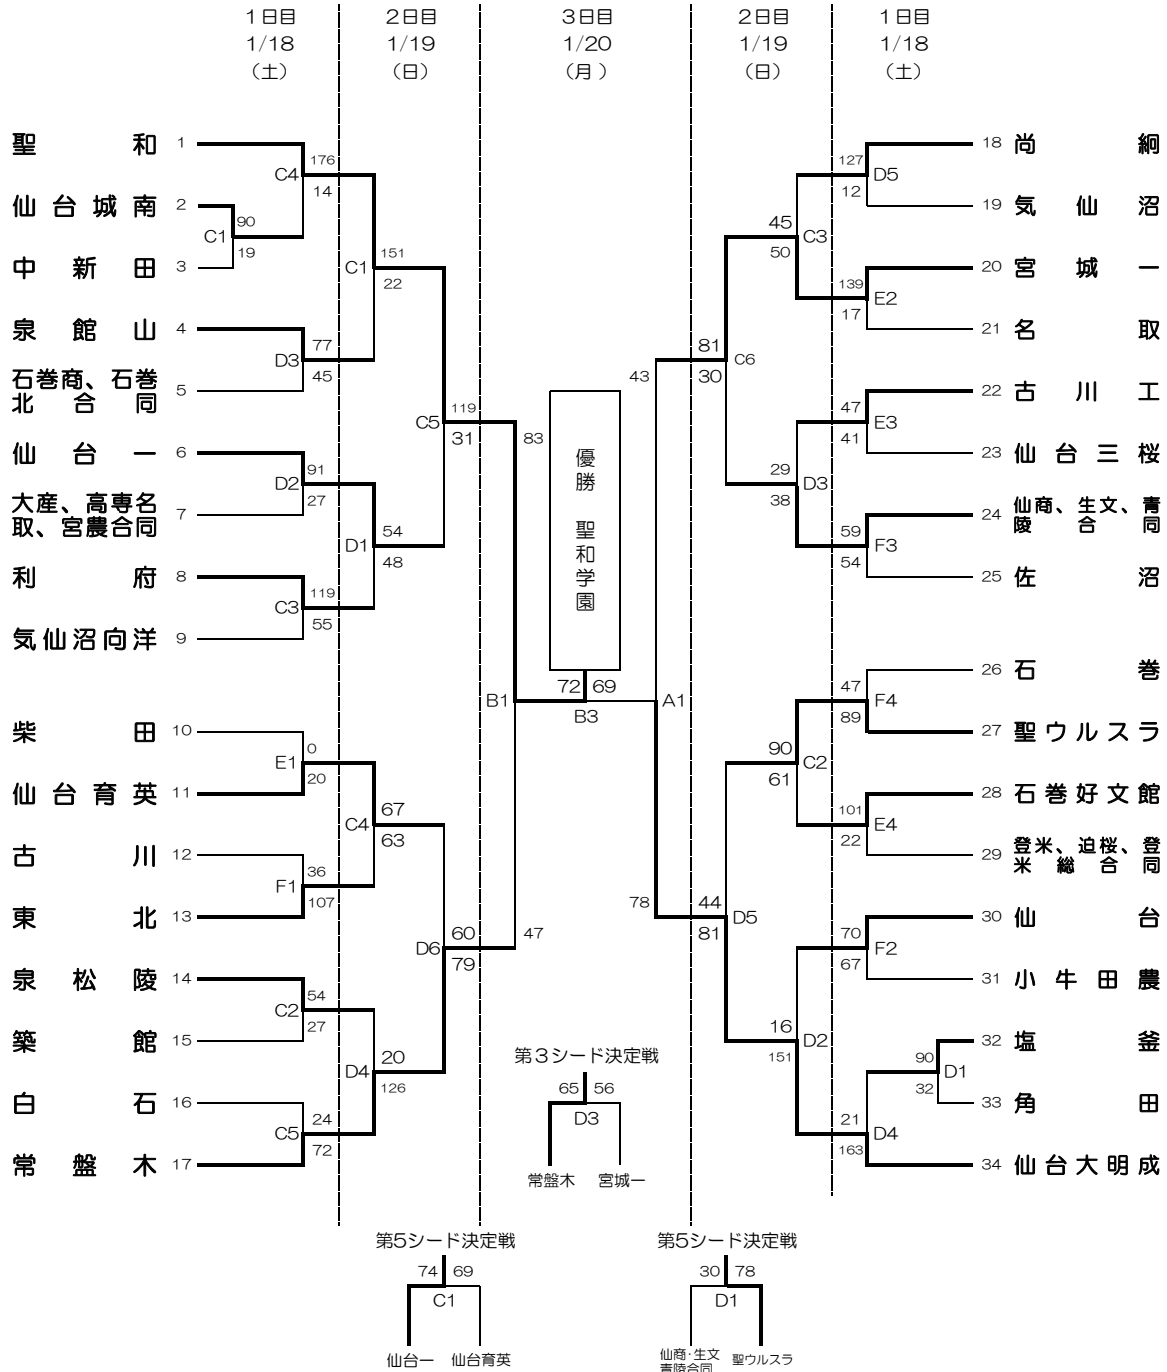 1日目
1/18
（土）
2日目
1/19
（日）
3日目
1/20
（月）
2日目
1/19
（日）
1日目
1/18
（土）
聖和 1
仙台城南 2
中新田 3
泉館山 4
石巻商、石巻
北合同 5
仙台一 6
大産、高専名
取、宮農合同 7
利府 8
気仙沼向洋 9
柴田 10
仙台育英 11
古川 12
東北 13
泉松陵 14
築館 15
白石 16
常盤木 17
C4 176 14
C1 90 19
D3 77 45
D2 91 27
C3 119 55
E1 0 20
F1 36 107
C2 54 27
C5 24 72
C1 151 22
D1 54 48
C4 67 63
D4 20 126
C5 119 31
D6 60 79
B1 83 47
優勝 聖和学園
72 69
B3
A1 43 78
C6 81 30
D5 44 81
C3 45 50
D3 29 38
C2 90 61
D2 16 151
D5 127 12
E2 139 17
E3 47 41
F3 59 54
F4 47 89
E4 101 22
F2 70 67
D1 90 32
D4 21 163
18 尚絅
19 気仙沼
20 宮城一
21 名取
22 古川工
23 仙台三桜
24 仙商、生文、青
陵合同
25 佐沼
26 石巻
27 聖ウルスラ
28 石巻好文館
29 登米、迫桜、登
米総合同
30 仙台
31 小牛田農
32 塩釜
33 角田
34 仙台大明成
第3シード決定戦
65 56
D3
常盤木 宮城一
第5シード決定戦
74 69
C1
仙台一 仙台育英
第5シード決定戦
30 78
D1
仙商・生文
青陵合同 聖ウルスラ